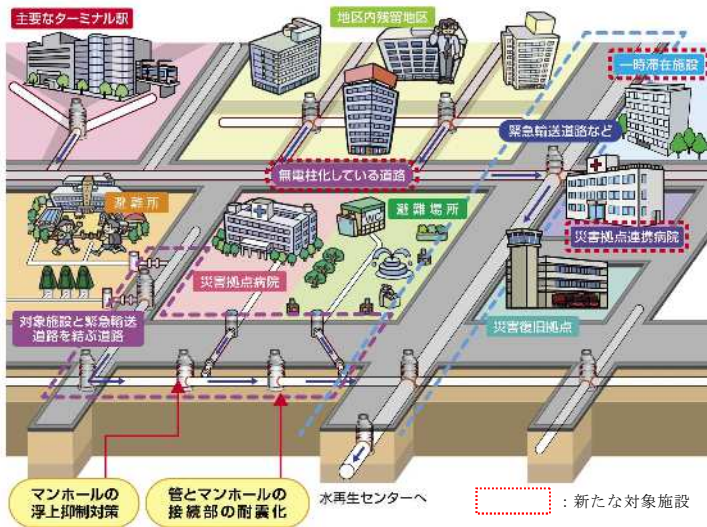 主要なターミナル駅
地区内残留地区
一時滞在施設
緊急輸送道路など
無電柱化している道路
避難所
避難場所
災害拠点連携病院
災害拠点病院
対象施設と緊急輸送
道路を結ぶ道路
災害復旧拠点
マンホールの
浮上抑制対策
管とマンホールの
接続部の耐震化
水再生センターへ
：新たな対象施設